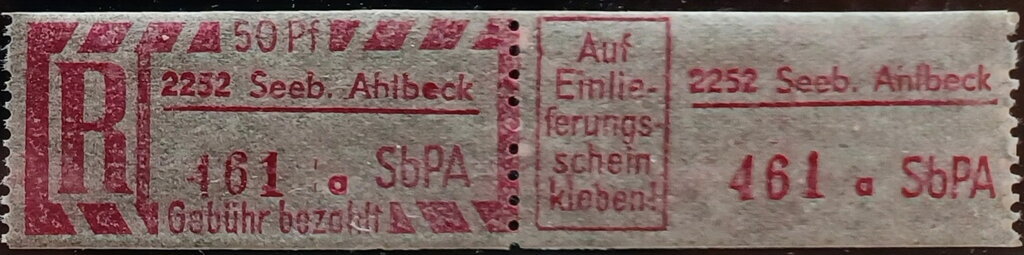 50 Pf
R
2252 Seeb. Ahlbeck
461 a SbPA
Gebühr bezahlt
Auf
Einlie-
ferungs-
schein
kleben!
2252 Seeb. Ahlbeck
461 a SbPA